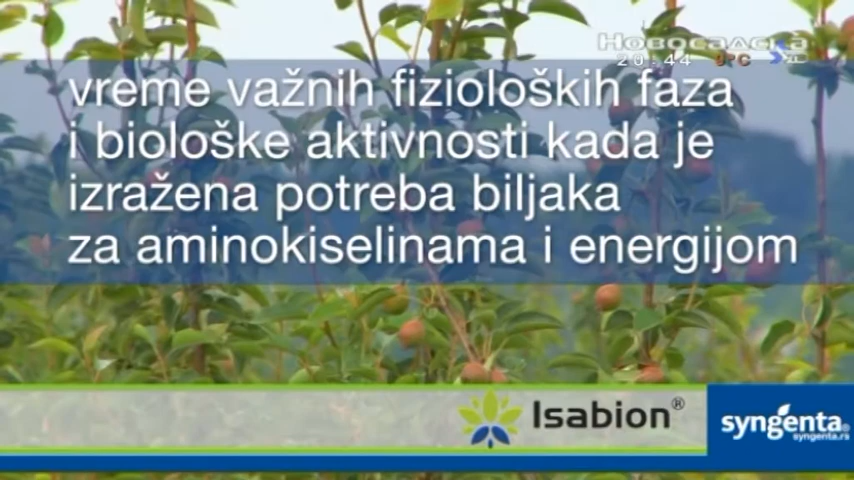 Новосадска
20:44 9°C
vreme važnih fizioloških faza
i biološke aktivnosti kada je
izražena potreba biljaka
za aminokiselinama i energijom
Isabion®
syngenta®
syngenta.rs